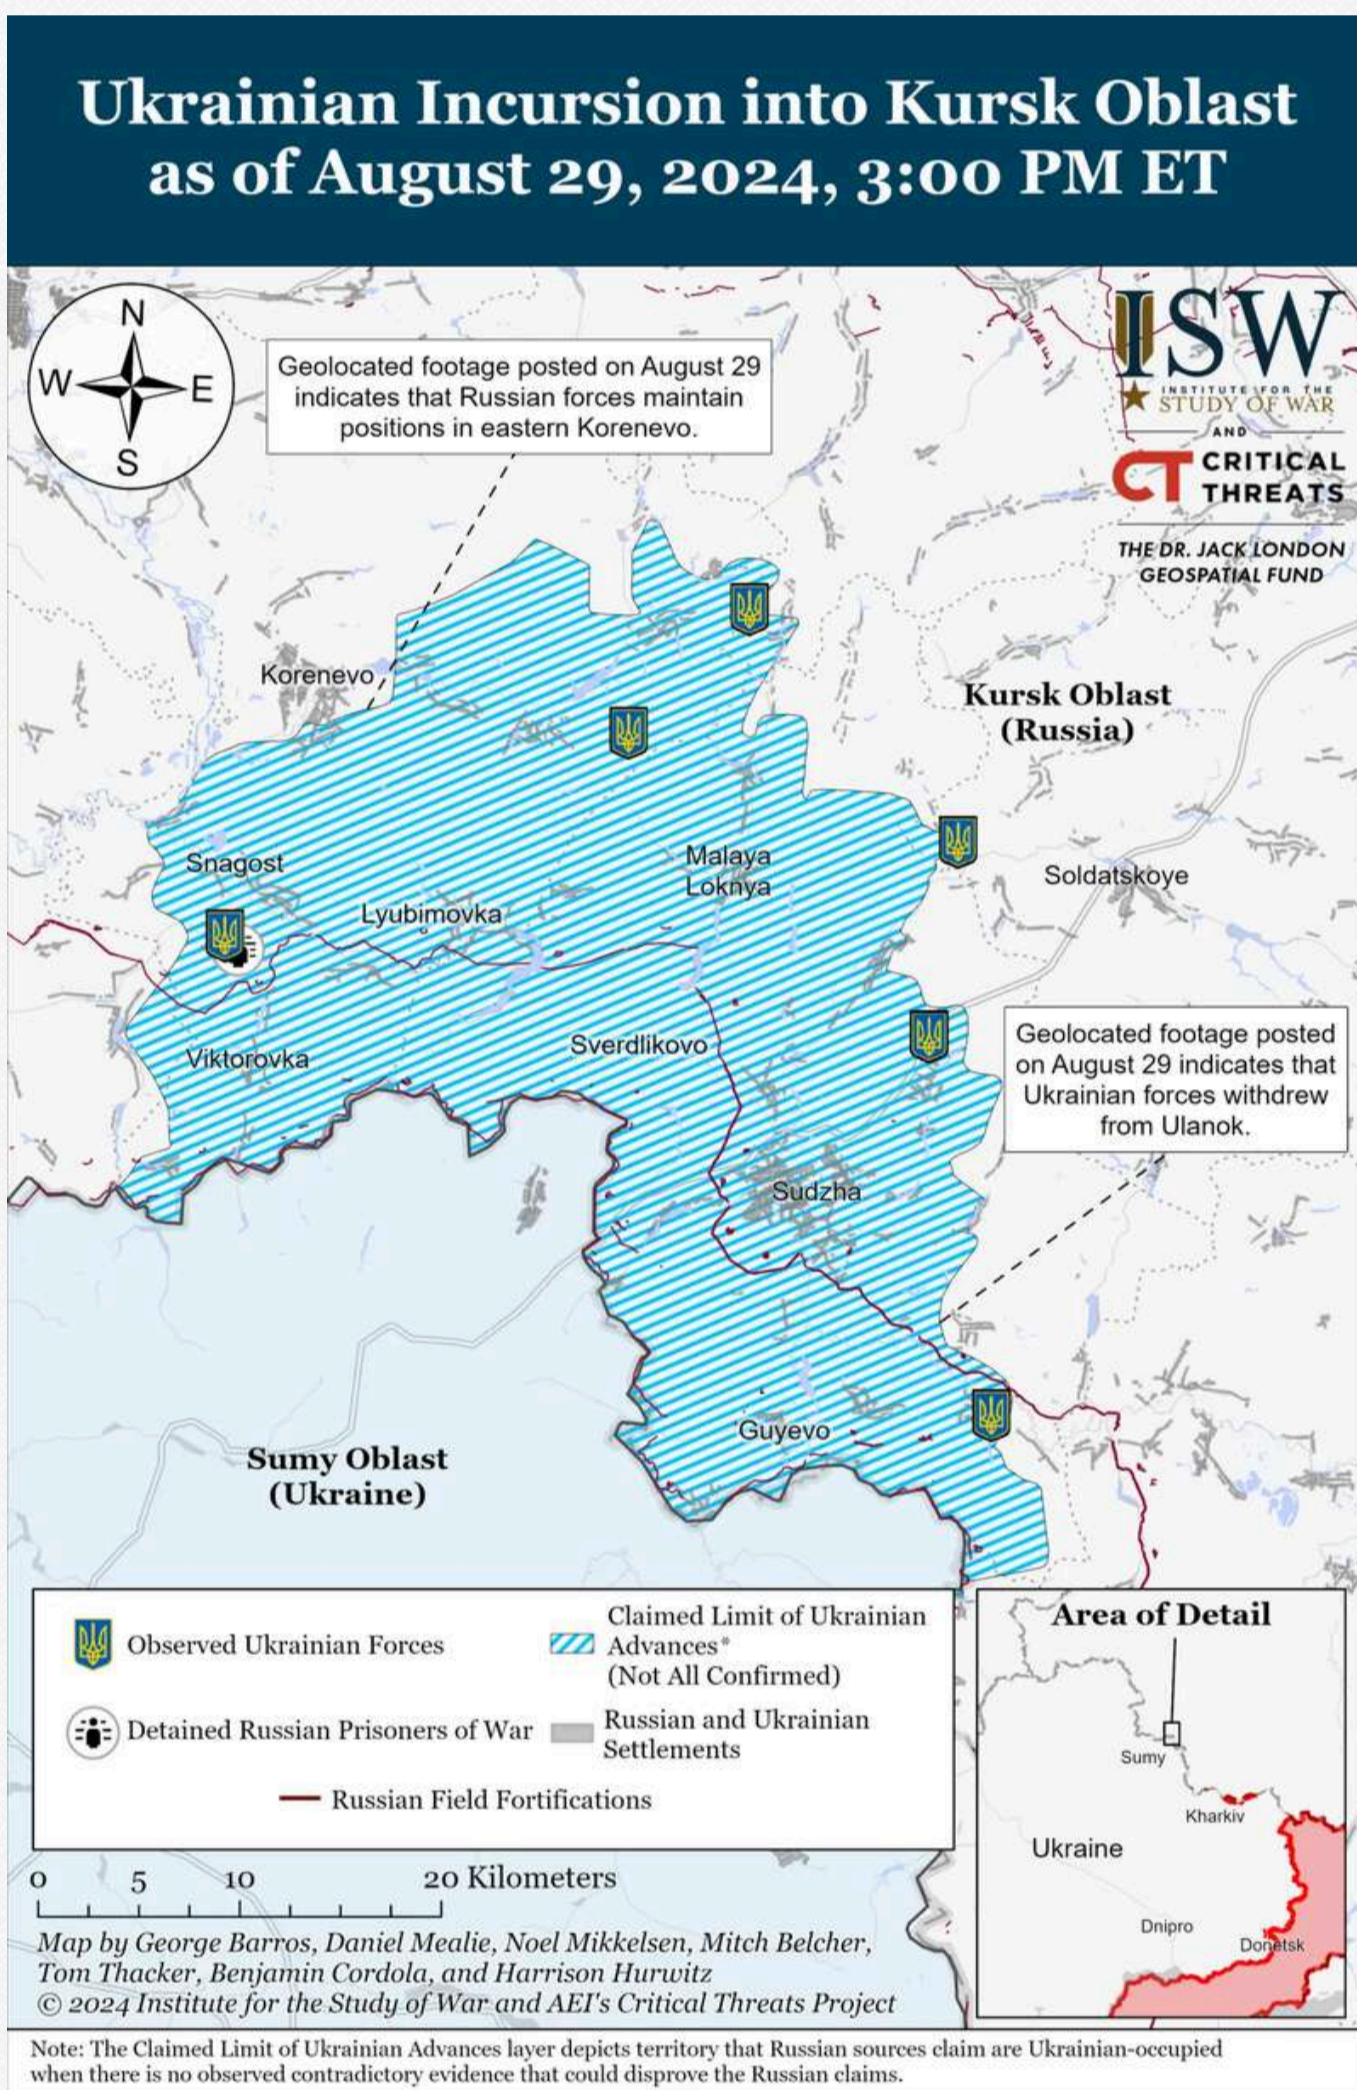 Ukrainian Incursion into Kursk Oblast
as of August 29, 2024, 3:00 PM ET
N
W
E
S
Geolocated footage posted on August 29
indicates that Russian forces maintain
positions in eastern Korenevo.
ISW
INSTITUTE FOR THE
STUDY OF WAR
AND
CT CRITICAL
THREATS
THE DR. JACK LONDON
GEOSPATIAL FUND
Korenevo
Kursk Oblast
(Russia)
Snagost
Malaya
Loknya
Soldatskoye
Lyubimovka
Viktorovka
Sverdlikovo
Geolocated footage posted
on August 29 indicates that
Ukrainian forces withdrew
from Ulanok.
Sudzha
Guyevo
Sumy Oblast
(Ukraine)
Observed Ukrainian Forces
Claimed Limit of Ukrainian
Advances*
(Not All Confirmed)
Detained Russian Prisoners of War
Russian and Ukrainian
Settlements
Russian Field Fortifications
Area of Detail
Sumy
Kharkiv
Ukraine
Dnipro
Donetsk
0 5 10 20 Kilometers
Map by George Barros, Daniel Mealie, Noel Mikkelsen, Mitch Belcher,
Tom Thacker, Benjamin Cordola, and Harrison Hurwitz
© 2024 Institute for the Study of War and AEI's Critical Threats Project
Note: The Claimed Limit of Ukrainian Advances layer depicts territory that Russian sources claim are Ukrainian-occupied
when there is no observed contradictory evidence that could disprove the Russian claims.